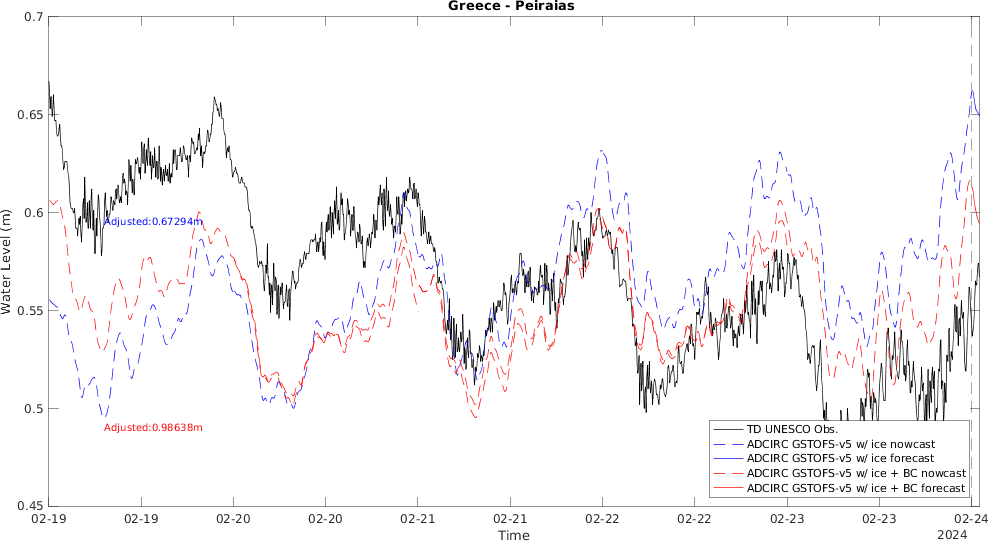 Greece - Peiraias
0.7
0.65
0.6
0.55
0.5
0.45
Water Level (m)
Adjusted:0.67294m
Adjusted:0.98638m
TD UNESCO Obs.
ADCIRC GSTOFS-v5 w/ ice nowcast
ADCIRC GSTOFS-v5 w/ ice forecast
ADCIRC GSTOFS-v5 w/ ice + BC nowcast
ADCIRC GSTOFS-v5 w/ ice + BC forecast
02-19 02-19 02-20 02-20 02-21 02-21 02-22 02-22 02-23 02-23 02-24
Time
2024